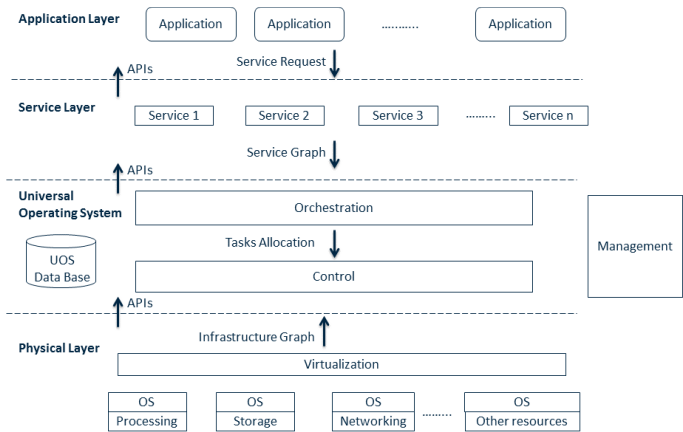 Application Layer
Application
Application
...........
Application
Service Request
APIs
Service Layer
Service 1
Service 2
Service 3
.........
Service n
Service Graph
APIs
Universal
Operating System
Orchestration
Tasks Allocation
UOS
Data Base
Control
Management
APIs
Infrastructure Graph
Physical Layer
Virtualization
OS
Processing
OS
Storage
OS
Networking
.........
OS
Other resources